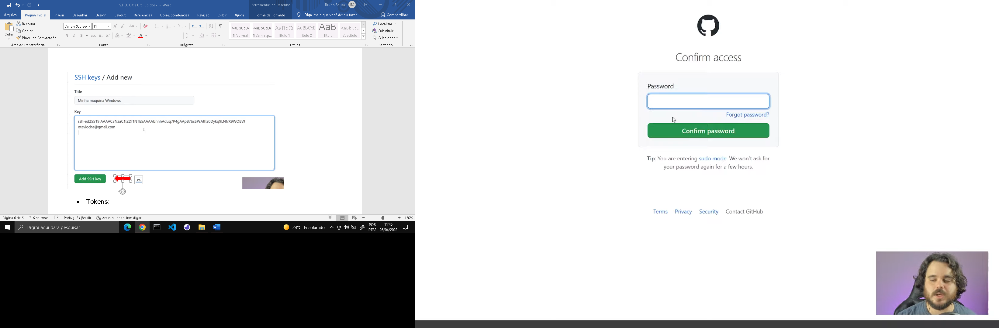 S.F.D. Git e GitHub.docx - Word
Ferramentas de Desenho
Bruno Souza
BS
Arquivo
Página Inicial
Inserir
Desenhar
Design
Layout
Referências
Correspondências
Revisão
Exibir
Ajuda
Forma de Formato
Diga-me o que você deseja fazer
Compartilhar
Colar
Recortar
Copiar
Pincel de Formatação
Área de Transferência
Calibri (Corpo)
11
Aa
N I S abc x₂ x²
Fonte
Parágrafo
AaBbCcDc
¶ Normal
AaBbCcDc
¶ Sem Esp...
AaBbCc
Título 1
AaBbCcE
Título 2
AaB
Título
AaBbCcD
Subtítulo
Estilos
Localizar
Substituir
Selecionar
Editando
SSH keys / Add new
Title
Minha maquina Windows
Key
otaviocha@gmail.com
Add SSH key
• Tokens:
Página 6 de 6
716 palavras
Português (Brasil)
Acessibilidade: investigar
130%
Digite aqui para pesquisar
24°C Ensolarado
POR
PTB2
11:45
26/04/2022
Confirm access
Password
Forgot password?
Confirm password
Tip: You are entering sudo mode. We won't ask for
your password again for a few hours.
Terms
Privacy
Security
Contact GitHub